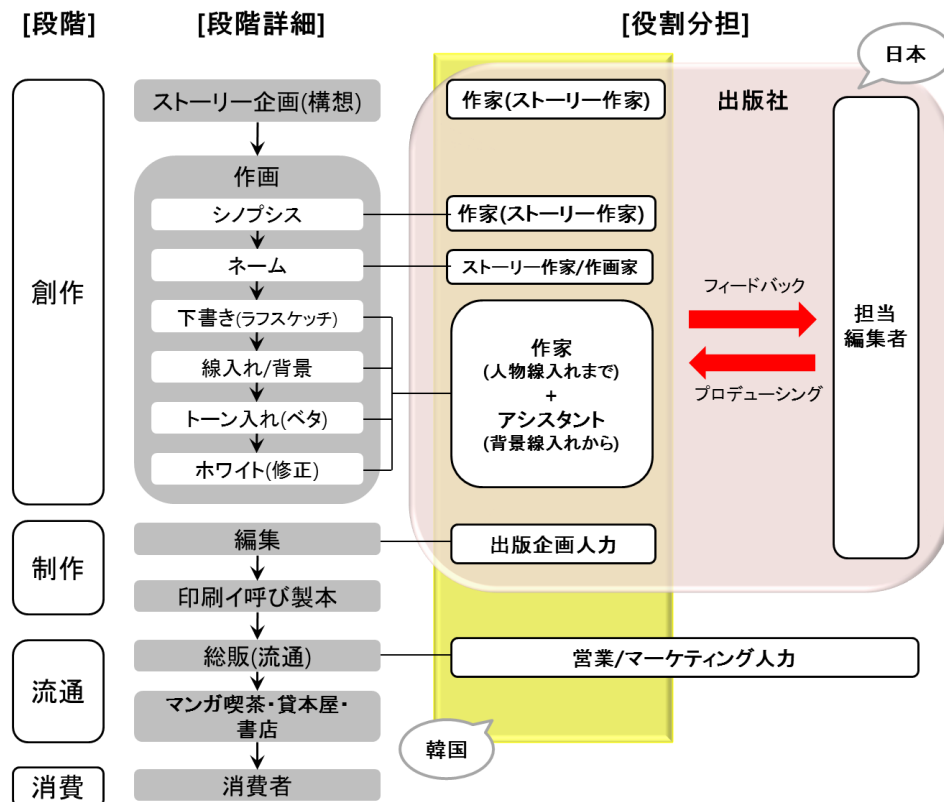 [段階]
[段階詳細]
[役割分担]
日本
ストーリー企画(構想)
作家(ストーリー作家)
出版社
作画
シノプシス
作家(ストーリー作家)
ネーム
ストーリー作家/作画家
創作
下書き(ラフスケッチ)
線入れ/背景
トーン入れ(ベタ)
ホワイト(修正)
作家
(人物線入れまで)
+
アシスタント
(背景線入れから)
フィードバック
プロデューシング
担当
編集者
制作
編集
出版企画人力
印刷イ呼び製本
流通
総販(流通)
営業/マーケティング人力
マンガ喫茶・貸本屋・
書店
韓国
消費
消費者